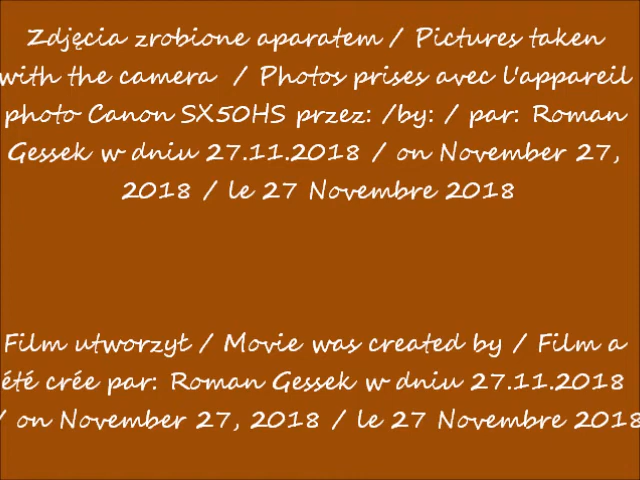 Zdjęcia zrobione aparatem / Pictures taken
with the camera / Photos prises avec l'appareil
photo Canon SX50HS przez: /by: / par: Roman
Gessek w dniu 27.11.2018 / on November 27,
2018 / le 27 Novembre 2018
Film utworzył / Movie was created by / Film a
été crée par: Roman Gessek w dniu 27.11.2018
/ on November 27, 2018 / le 27 Novembre 2018